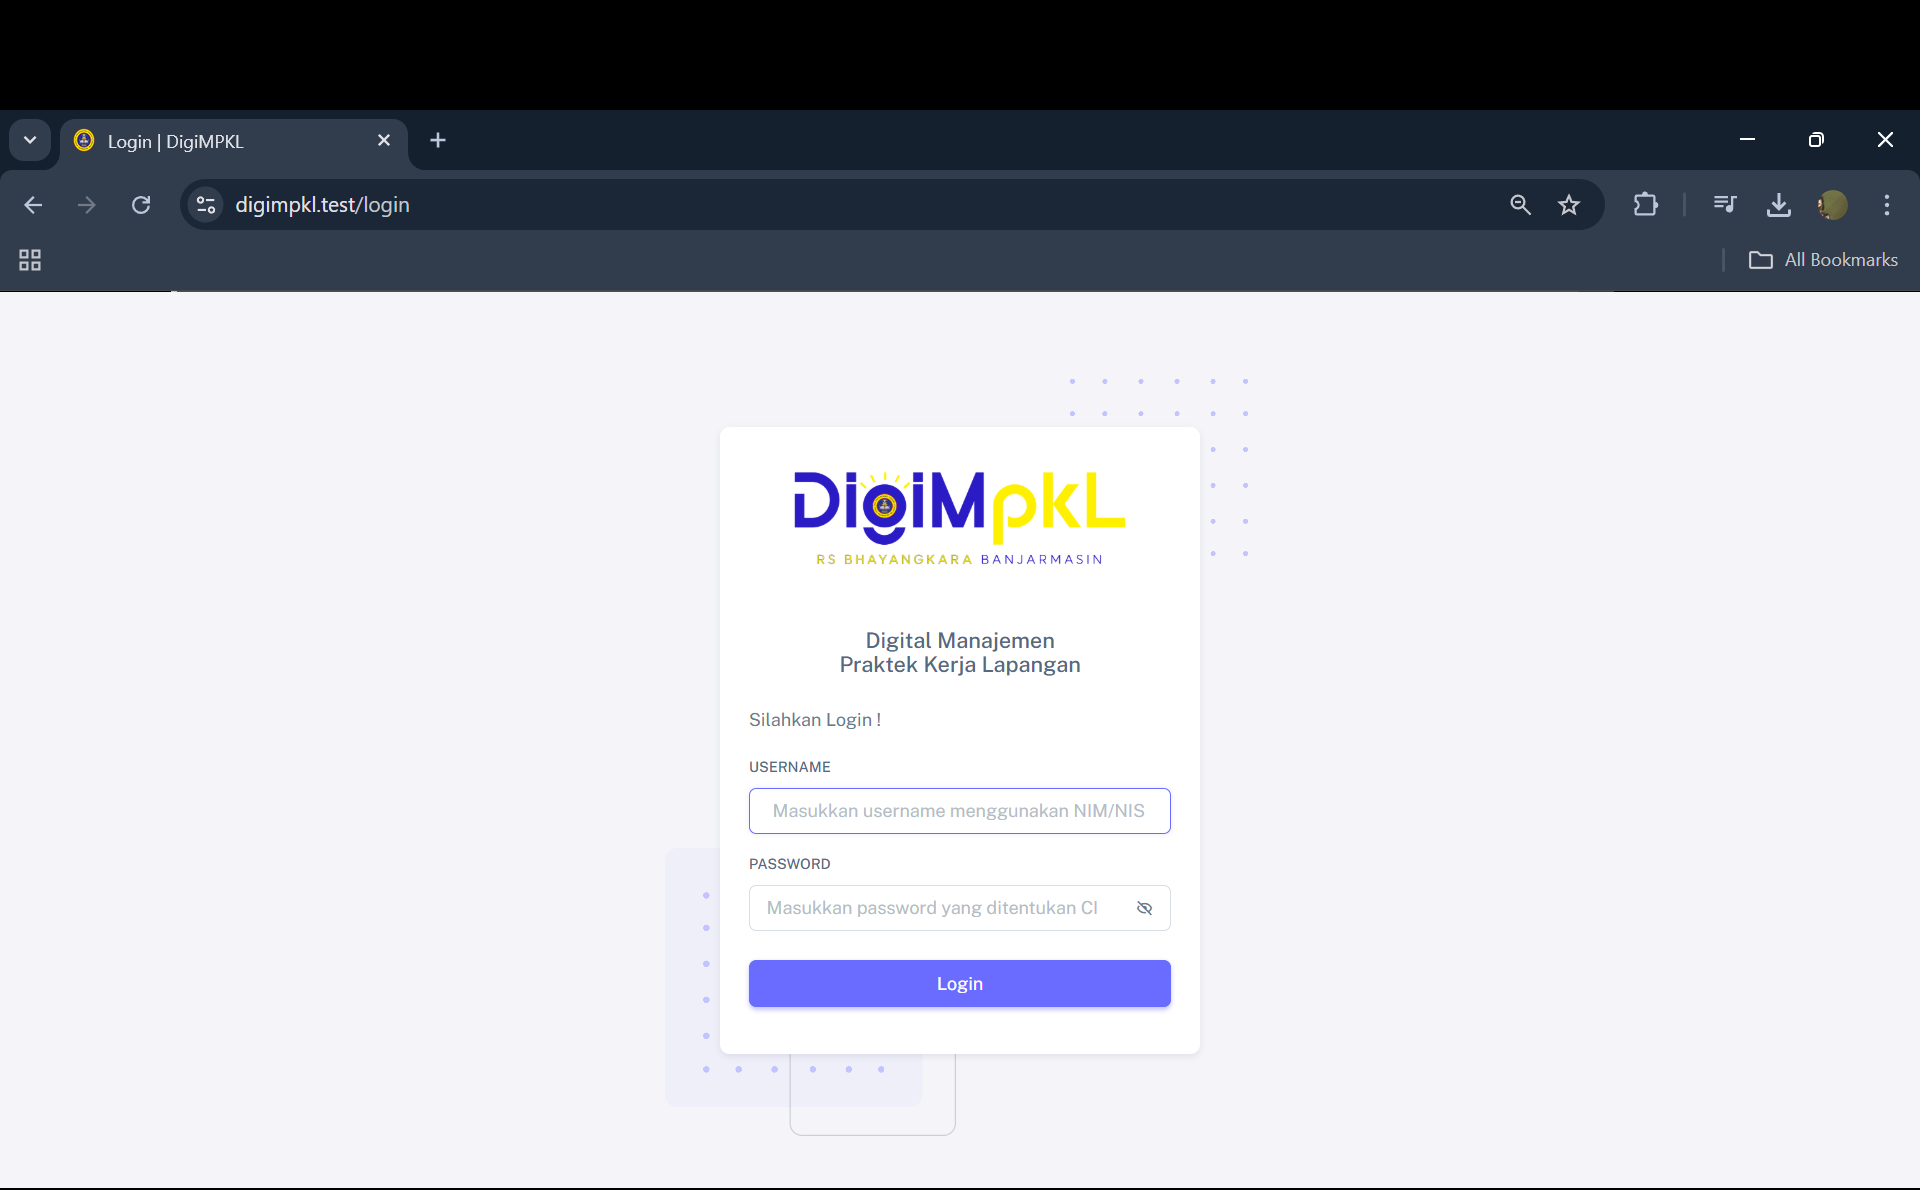 Login | DigiMPKL
digimpkl.test/login
All Bookmarks
DigiMpkL
RS BHAYANGKARA BANJARMASIN
Digital Manajemen
Praktek Kerja Lapangan
Silahkan Login !
USERNAME
Masukkan username menggunakan NIM/NIS
PASSWORD
Masukkan password yang ditentukan CI
Login